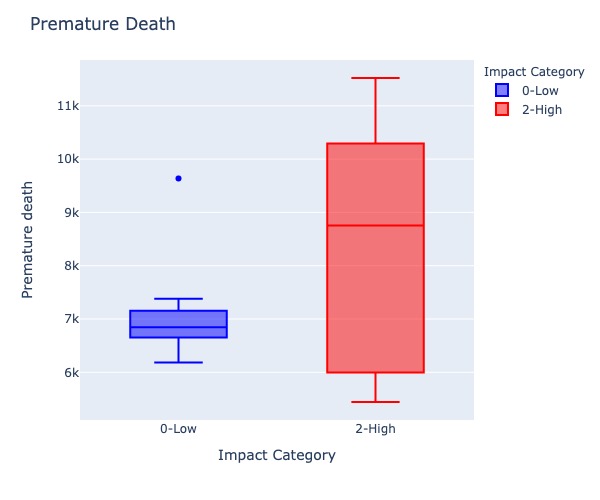 Premature Death
Impact Category
0-Low
2-High
11k
10k
9k
8k
7k
6k
Premature death
0-Low
2-High
Impact Category